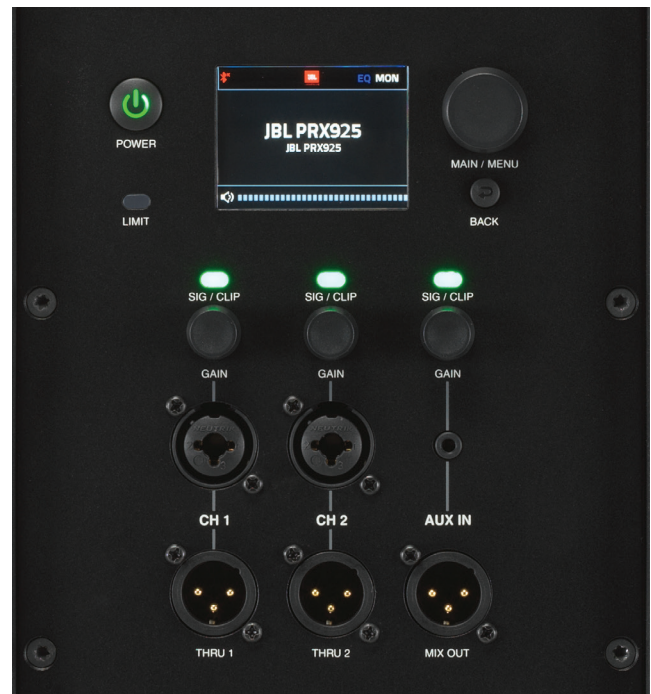 JBL
EQ MON
JBL PRX925
JBL PRX925
POWER
MAIN / MENU
LIMIT
BACK
SIG / CLIP
SIG / CLIP
SIG / CLIP
GAIN
GAIN
GAIN
CH 1
CH 2
AUX IN
THRU 1
THRU 2
MIX OUT